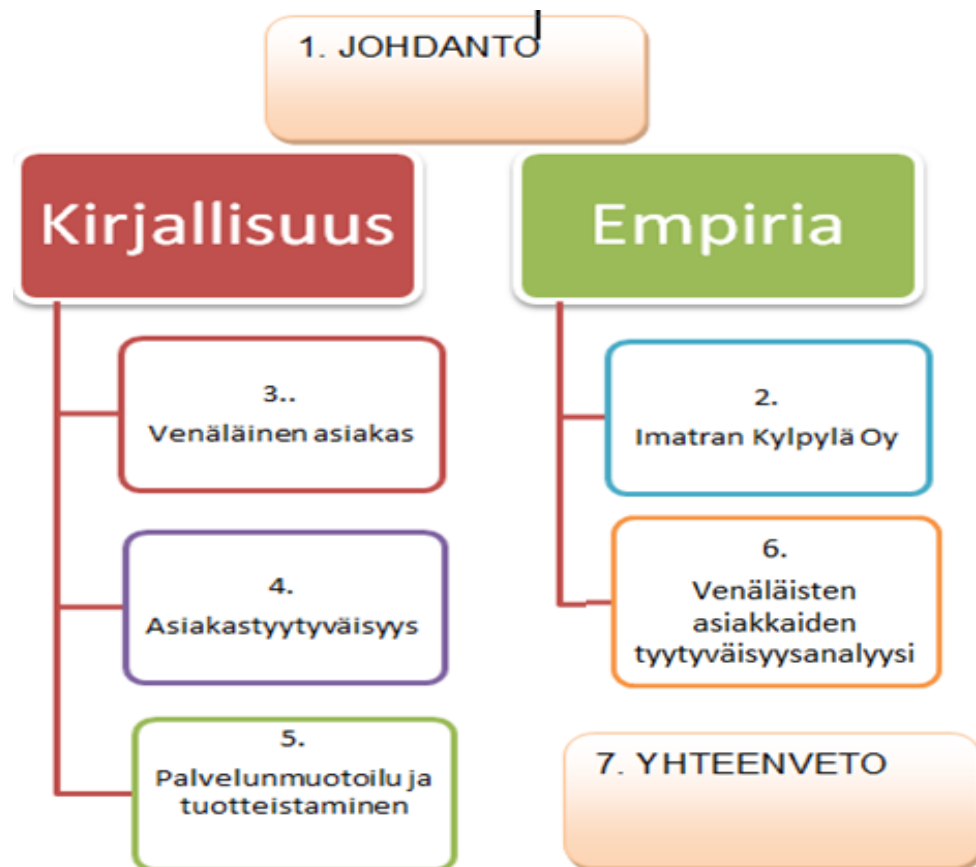 1. JOHDANTO
Kirjallisuus
3..
Venäläinen asiakas
4.
Asiakastyytyväisyys
5.
Palvelunmuotoilu ja
tuotteistaminen
Empiria
2.
Imatran Kylpylä Oy
6.
Venäläisten
asiakkaiden
tyytyväisyysanalyysi
7. YHTEENVETO